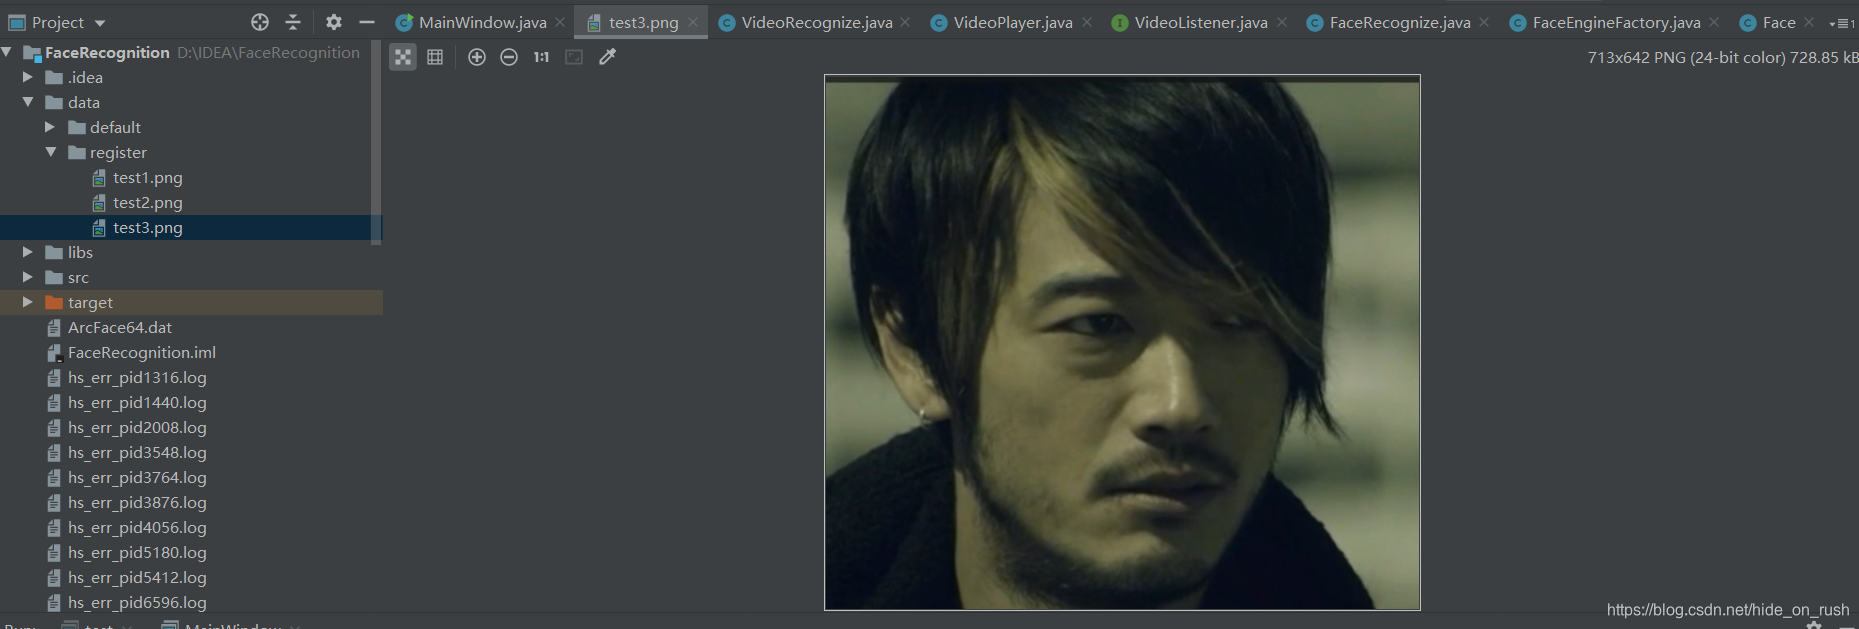 Project
MainWindow.java
test3.png
VideoRecognize.java
VideoPlayer.java
VideoListener.java
FaceRecognize.java
FaceEngineFactory.java
Face
FaceRecognition D:\IDEA\FaceRecognition
1:1
713x642 PNG (24-bit color) 728.85 kB
.idea
data
default
register
test1.png
test2.png
test3.png
libs
src
target
ArcFace64.dat
FaceRecognition.iml
hs_err_pid1316.log
hs_err_pid1440.log
hs_err_pid2008.log
hs_err_pid3548.log
hs_err_pid3764.log
hs_err_pid3876.log
hs_err_pid4056.log
hs_err_pid5180.log
hs_err_pid5412.log
hs_err_pid6596.log
https://blog.csdn.net/hide_on_rush
Run:
test
MainWindow